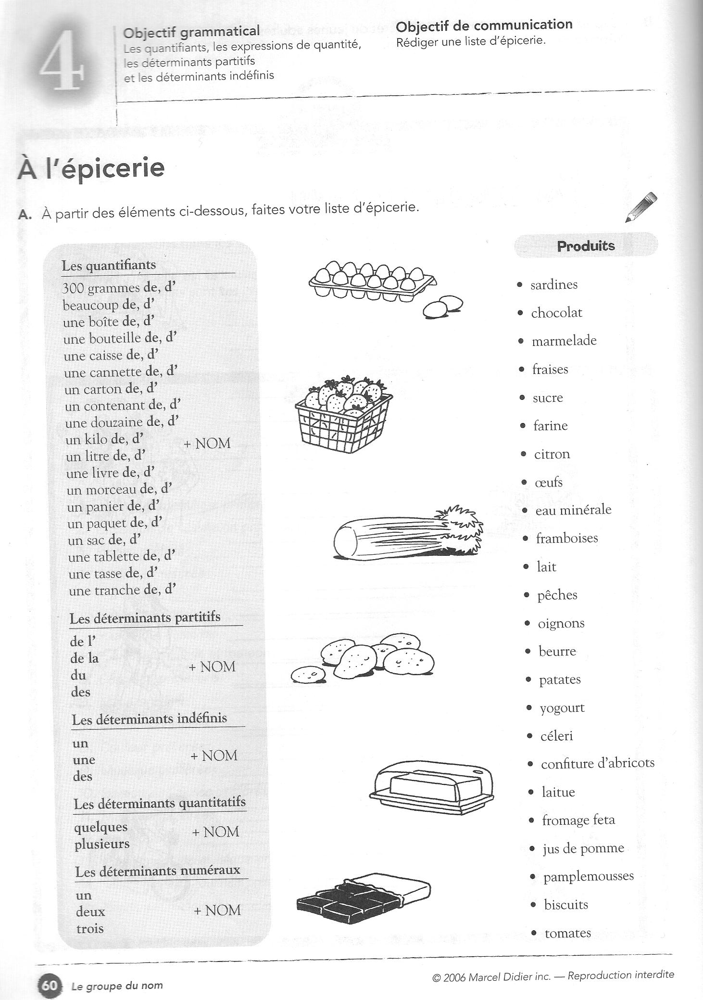 4
Objectif grammatical
Les quantifiants, les expressions de quantité,
les déterminants partitifs
et les déterminants indéfinis
Objectif de communication
Rédiger une liste d'épicerie.
À l'épicerie
A. À partir des éléments ci-dessous, faites votre liste d'épicerie.
Les quantifiants
300 grammes de, d'
beaucoup de, d'
une boîte de, d'
une bouteille de, d'
une caisse de, d'
une cannette de, d'
un carton de, d'
un contenant de, d'
une douzaine de, d'
un kilo de, d' + NOM
un litre de, d'
une livre de, d'
un morceau de, d'
un panier de, d'
un paquet de, d'
un sac de, d'
une tablette de, d'
une tasse de, d'
une tranche de, d'
Les déterminants partitifs
de l'
de la
+ NOM
du
des
Les déterminants indéfinis
un
une + NOM
des
Les déterminants quantitatifs
quelques + NOM
plusieurs
Les déterminants numéraux
un
deux + NOM
trois
Produits
• sardines
• chocolat
• marmelade
• fraises
• sucre
• farine
• citron
• œufs
• eau minérale
• framboises
• lait
• pêches
• oignons
• beurre
• patates
• yogourt
• céleri
• confiture d'abricots
• laitue
• fromage feta
• jus de pomme
• pamplemousses
• biscuits
• tomates
60 Le groupe du nom
© 2006 Marcel Didier inc. — Reproduction interdite